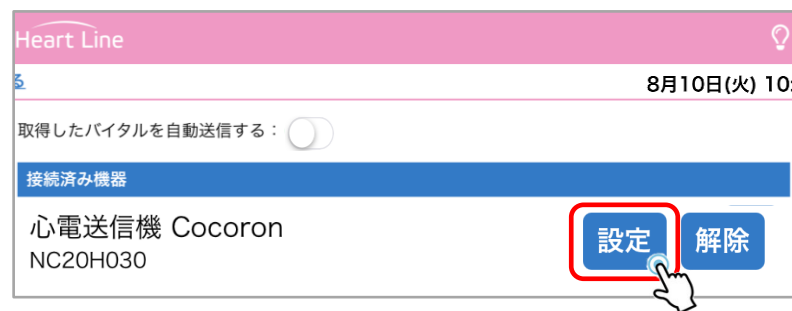 Heart Line
る
8月10日(火) 10:
取得したバイタルを自動送信する：
接続済み機器
心電送信機 Cocoron
NC20H030
設定 解除